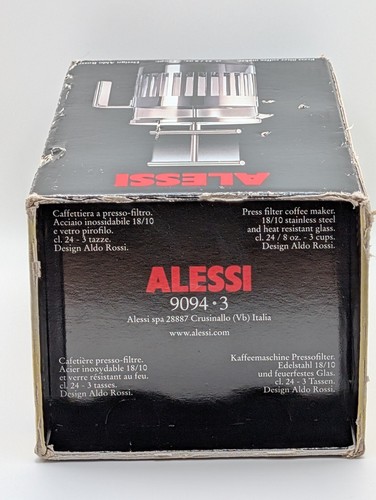 Design Aldo Rossi.
ALESSI
Caffettiera a presso-filtro.
Acciaio inossidabile 18/10
e vetro pirofilo.
cl. 24 - 3 tazze.
Design Aldo Rossi.
Press filter coffee maker.
18/10 stainless steel
and heat resistant glass.
cl. 24 / 8 oz. - 3 cups.
Design Aldo Rossi.
ALESSI
9094·3
Alessi spa 28887 Crusinallo (Vb) Italia
www.alessi.com
Cafetière presso-filtre.
Acier inoxydable 18/10
et verre résistant au feu.
cl. 24 - 3 tasses.
Design Aldo Rossi.
Kaffeemaschine Pressofilter.
Edelstahl 18/10
und feuerfestes Glas.
cl. 24 - 3 Tassen.
Design Aldo Rossi.